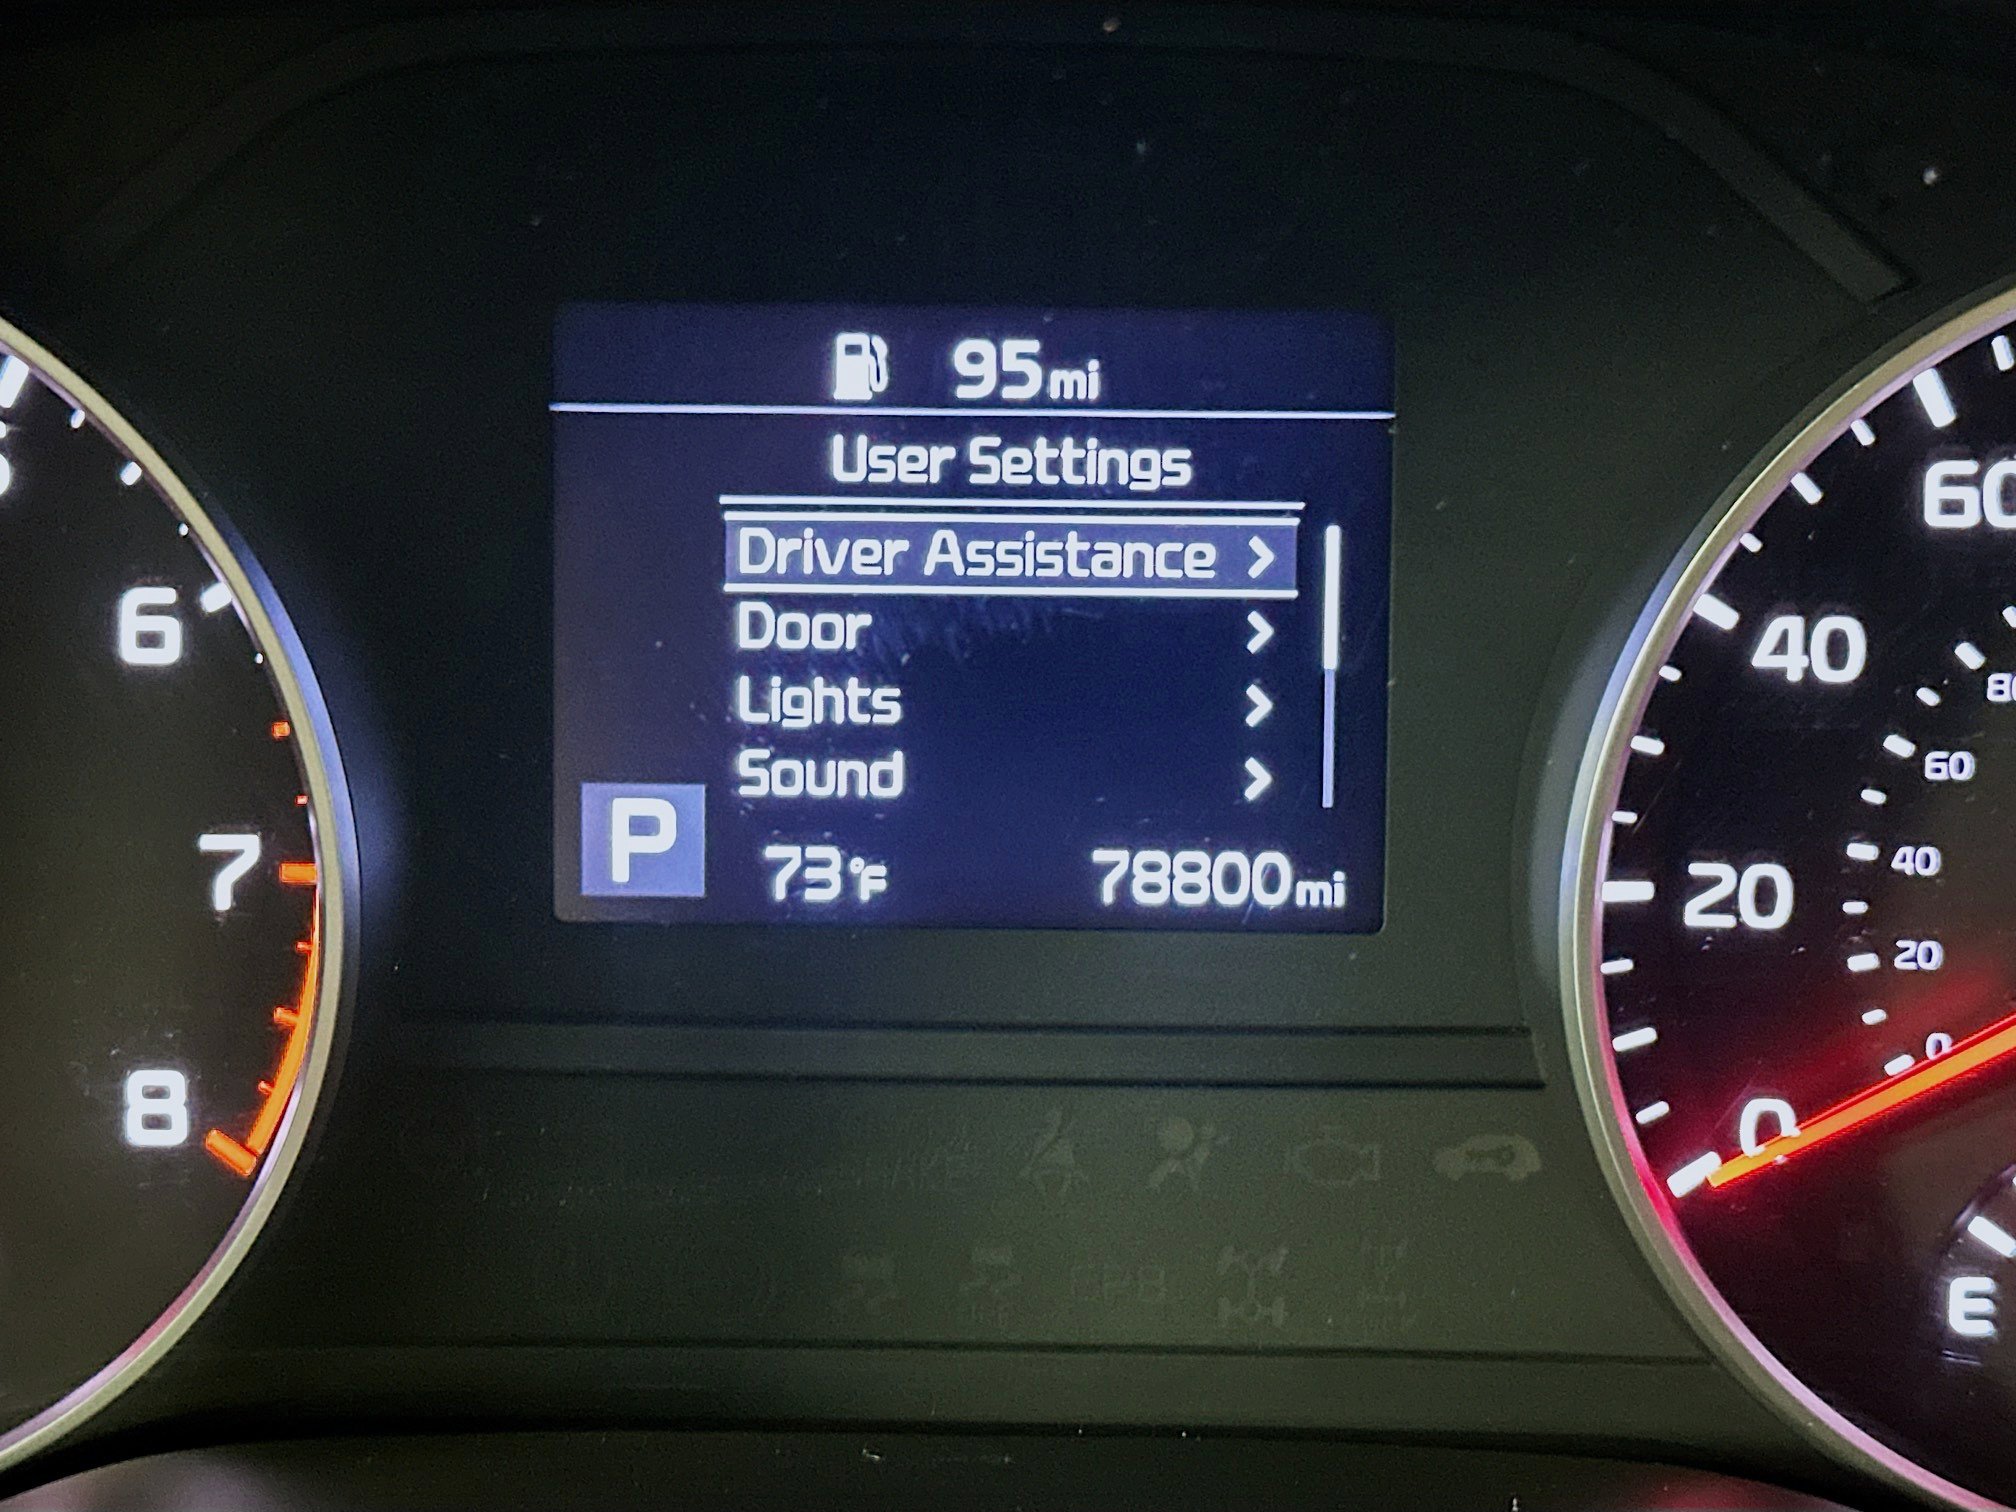 95mi
User Settings
Driver Assistance >
Door >
Lights >
Sound >
P
73°F
78800mi
6
7
8
60
40
20
0
80
60
40
20
0
E
EPB